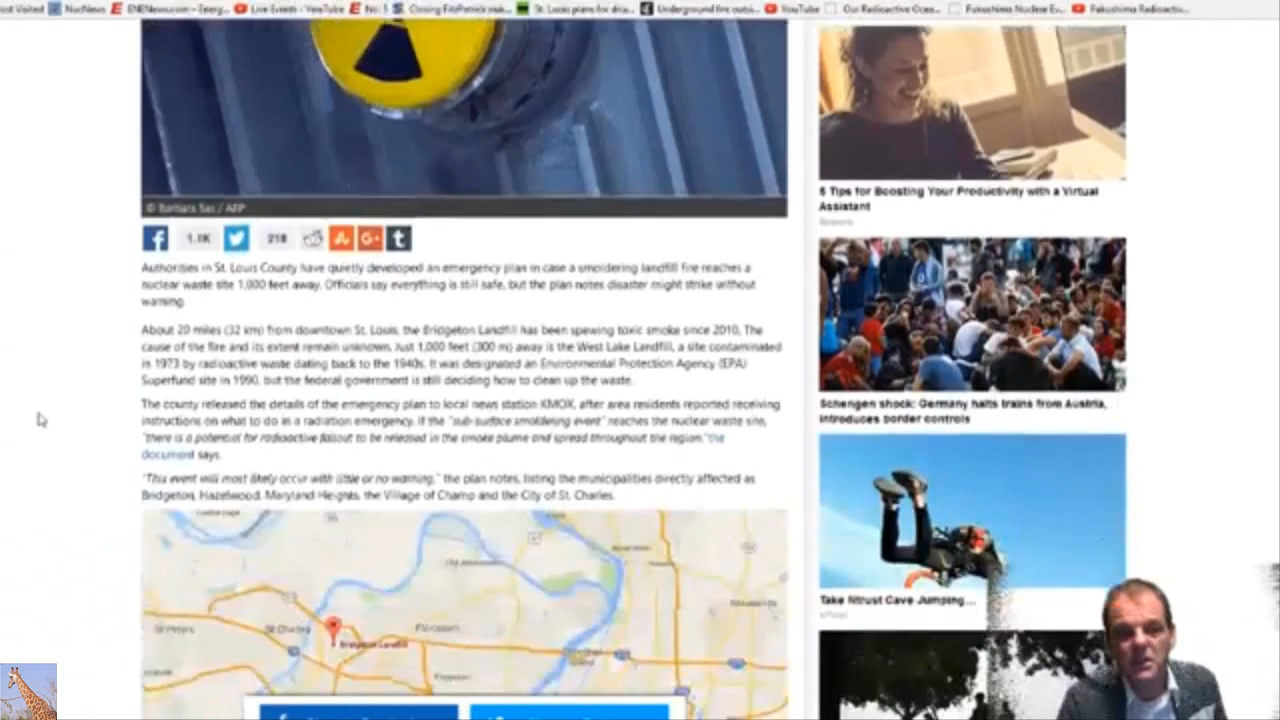 NucNews
ENENews.com - Energ...
Live Events - YouTube
St. Louis plans for disa...
Underground fire outsi...
YouTube
Our Radioactive Ocea...
Fukushima Nuclear Ev...
Fukushima Radioactiv...
/ AFP
1.1K
218
Authorities in St. Louis County have quietly developed an emergency plan in case a smoldering landfill fire reaches a
nuclear waste site 1,000 feet away. Officials say everything is still safe, but the plan notes disaster might strike without
warning.
About 20 miles (32 km) from downtown St. Louis, the Bridgeton Landfill has been spewing toxic smoke since 2010. The
cause of the fire and its extent remain unknown. Just 1,000 feet (300 m) away is the West Lake Landfill, a site contaminated
in 1973 by radioactive waste dating back to the 1940s. It was designated an Environmental Protection Agency (EPA)
Superfund site in 1990, but the federal government is still deciding how to clean up the waste.
The county released the details of the emergency plan to local news station KMOX, after area residents reported receiving
instructions on what to do in a radiation emergency. If the "sub-surface smoldering event" reaches the nuclear waste site,
"there is a potential for radioactive fallout to be released in the smoke plume and spread throughout the region," the
document says.
"This event will most likely occur with little or no warning," the plan notes, listing the municipalities directly affected as
Bridgeton, Hazelwood, Maryland Heights, the Village of Champ and the City of St. Charles.
St Peters
St Charles
Bridgeton Landfill
Florissant
Ferguson
6 Tips for Boosting Your Productivity with a Virtual
Assistant
Schengen shock: Germany halts trains from Austria,
introduces border controls
Take Ntrust Cave Jumping...